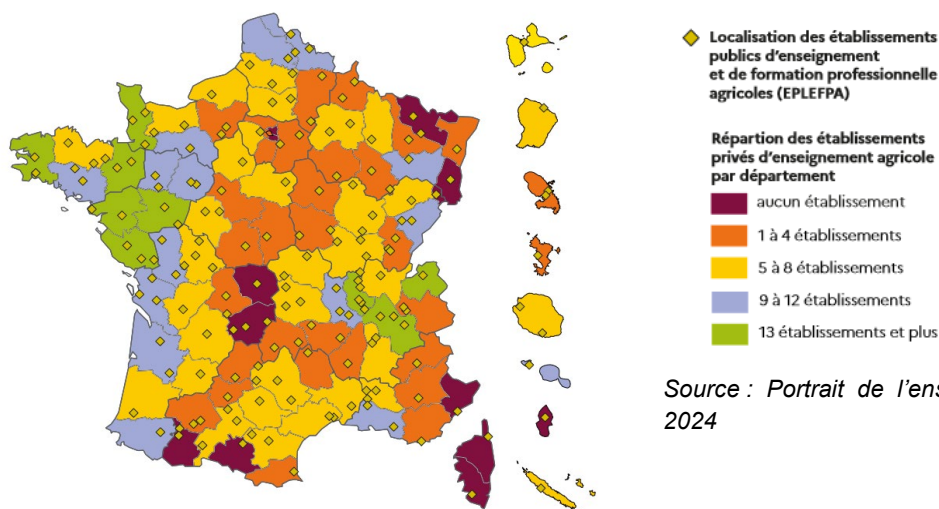 Localisation des établissements
publics d'enseignement
et de formation professionnelle
agricoles (EPLEFPA)
Répartion des établissements
privés d'enseignement agricole
par département
aucun établissement
1 à 4 établissements
5 à 8 établissements
9 à 12 établissements
13 établissements et plus
Source : Portrait de l'ens
2024